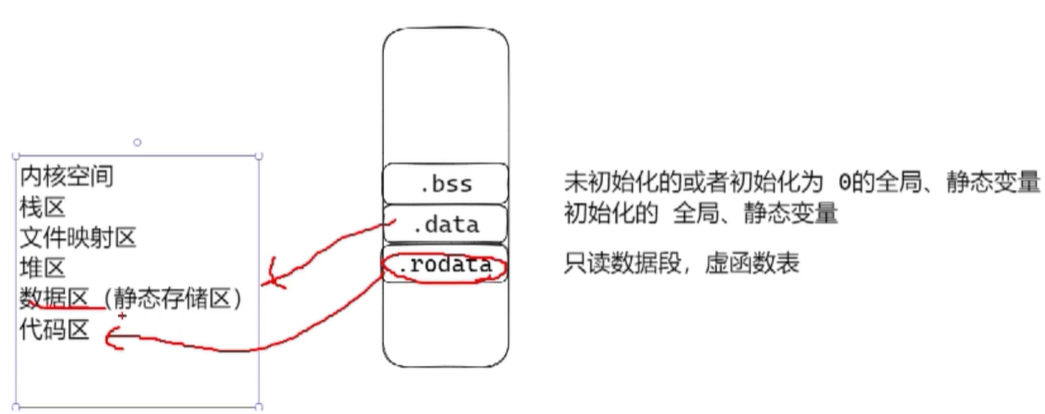 内核空间
栈区
文件映射区
堆区
数据区（静态存储区）
代码区
.bss
.data
.rodata
未初始化的或者初始化为 0的全局、静态变量
初始化的 全局、静态变量
只读数据段，虚函数表